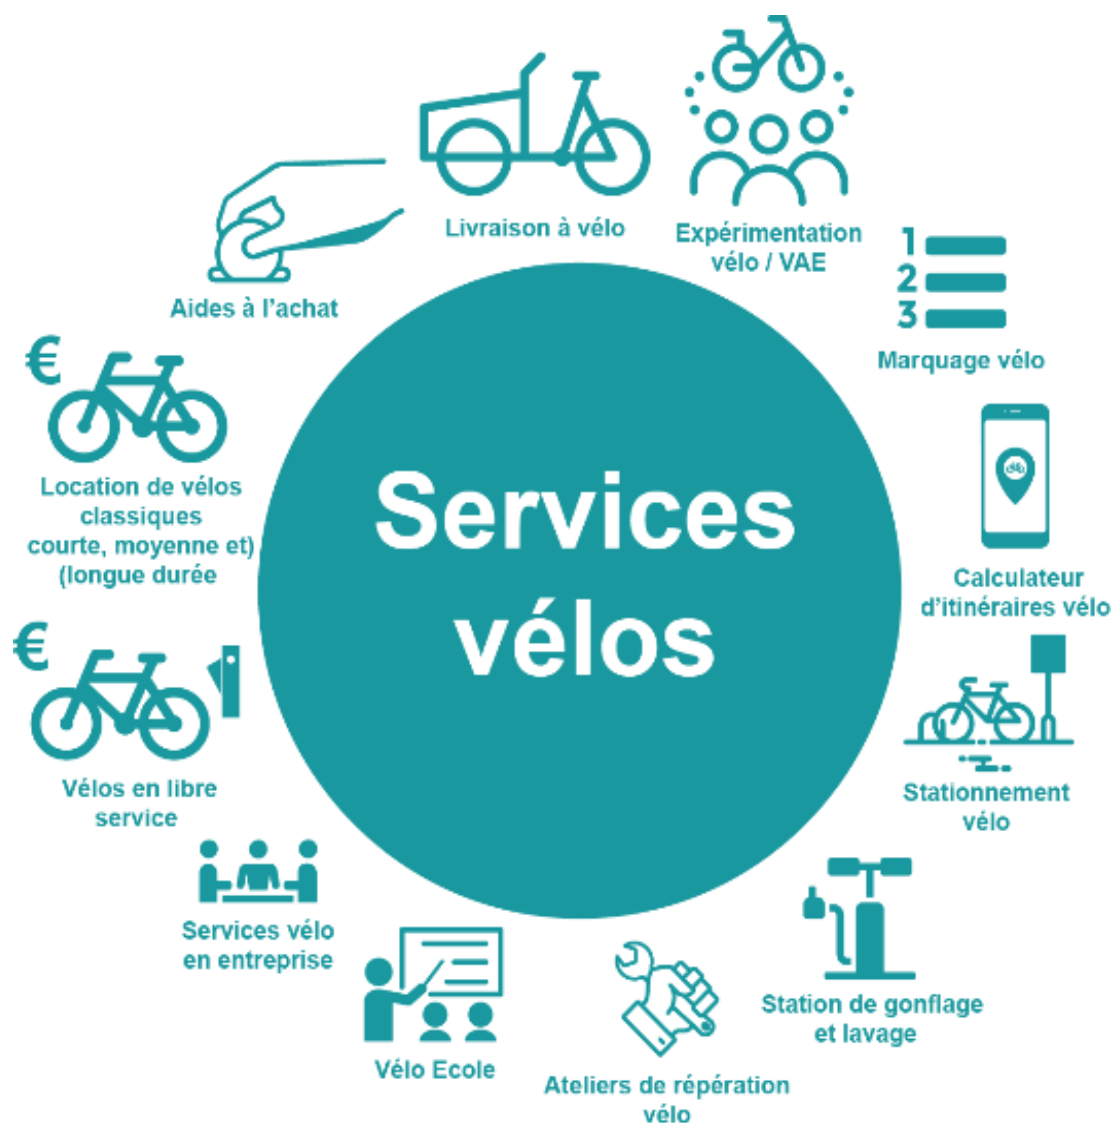 Livraison à vélo
Expérimentation
vélo / VAE
1
2
3
Marquage vélo
Calculateur
d'itinéraires vélo
Stationnement
vélo
Station de gonflage
et lavage
Ateliers de répération
vélo
Vélo Ecole
Services vélo
en entreprise
€
Vélos en libre
service
€
Location de vélos
classiques
courte, moyenne et)
(longue durée
Aides à l'achat
Services
vélos